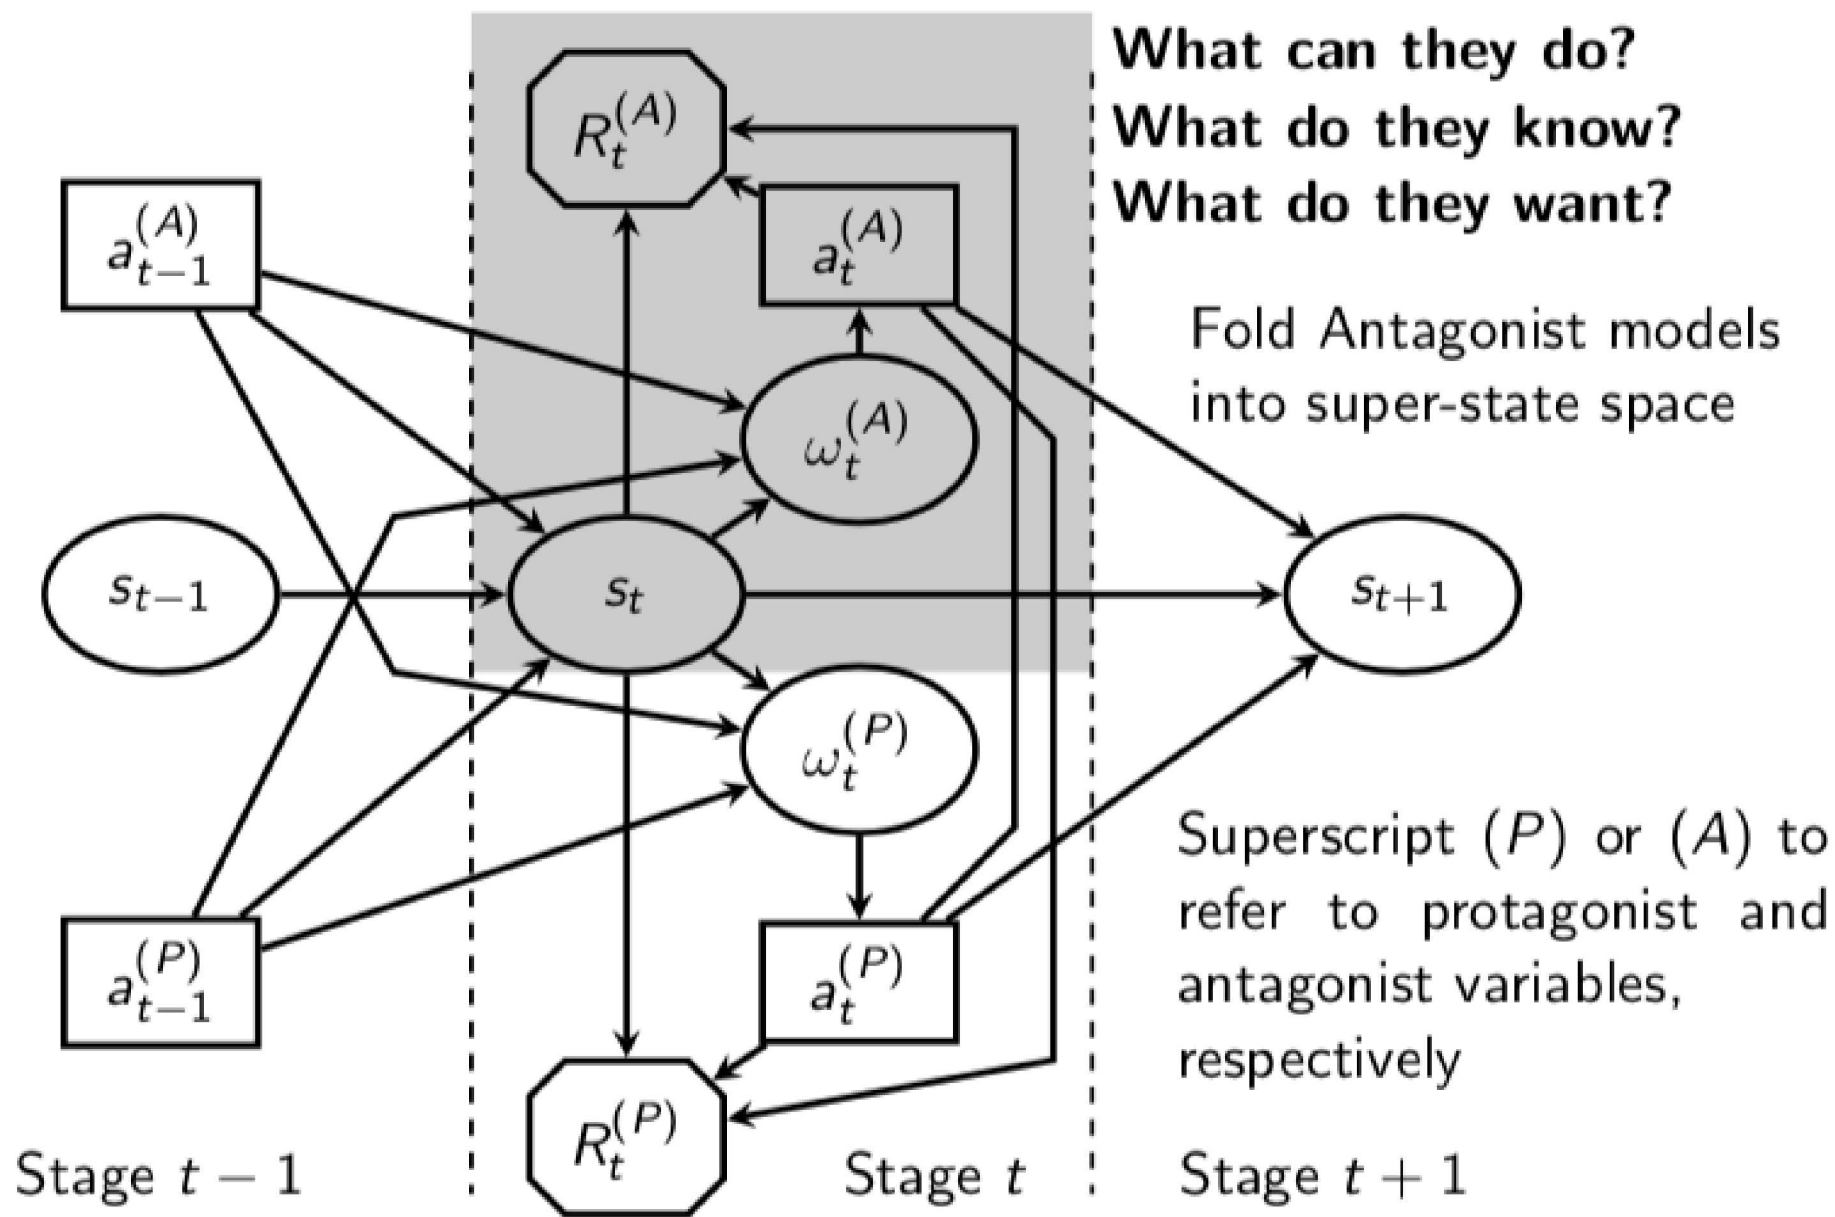 What can they do?
What do they know?
What do they want?
R_t^(A)
a_{t−1}^(A)
a_t^(A)
Fold Antagonist models
into super-state space
ω_t^(A)
s_{t−1}
s_t
s_{t+1}
ω_t^(P)
Superscript (P) or (A) to
refer to protagonist and
antagonist variables,
respectively
a_{t−1}^(P)
a_t^(P)
R_t^(P)
Stage t − 1
Stage t
Stage t + 1